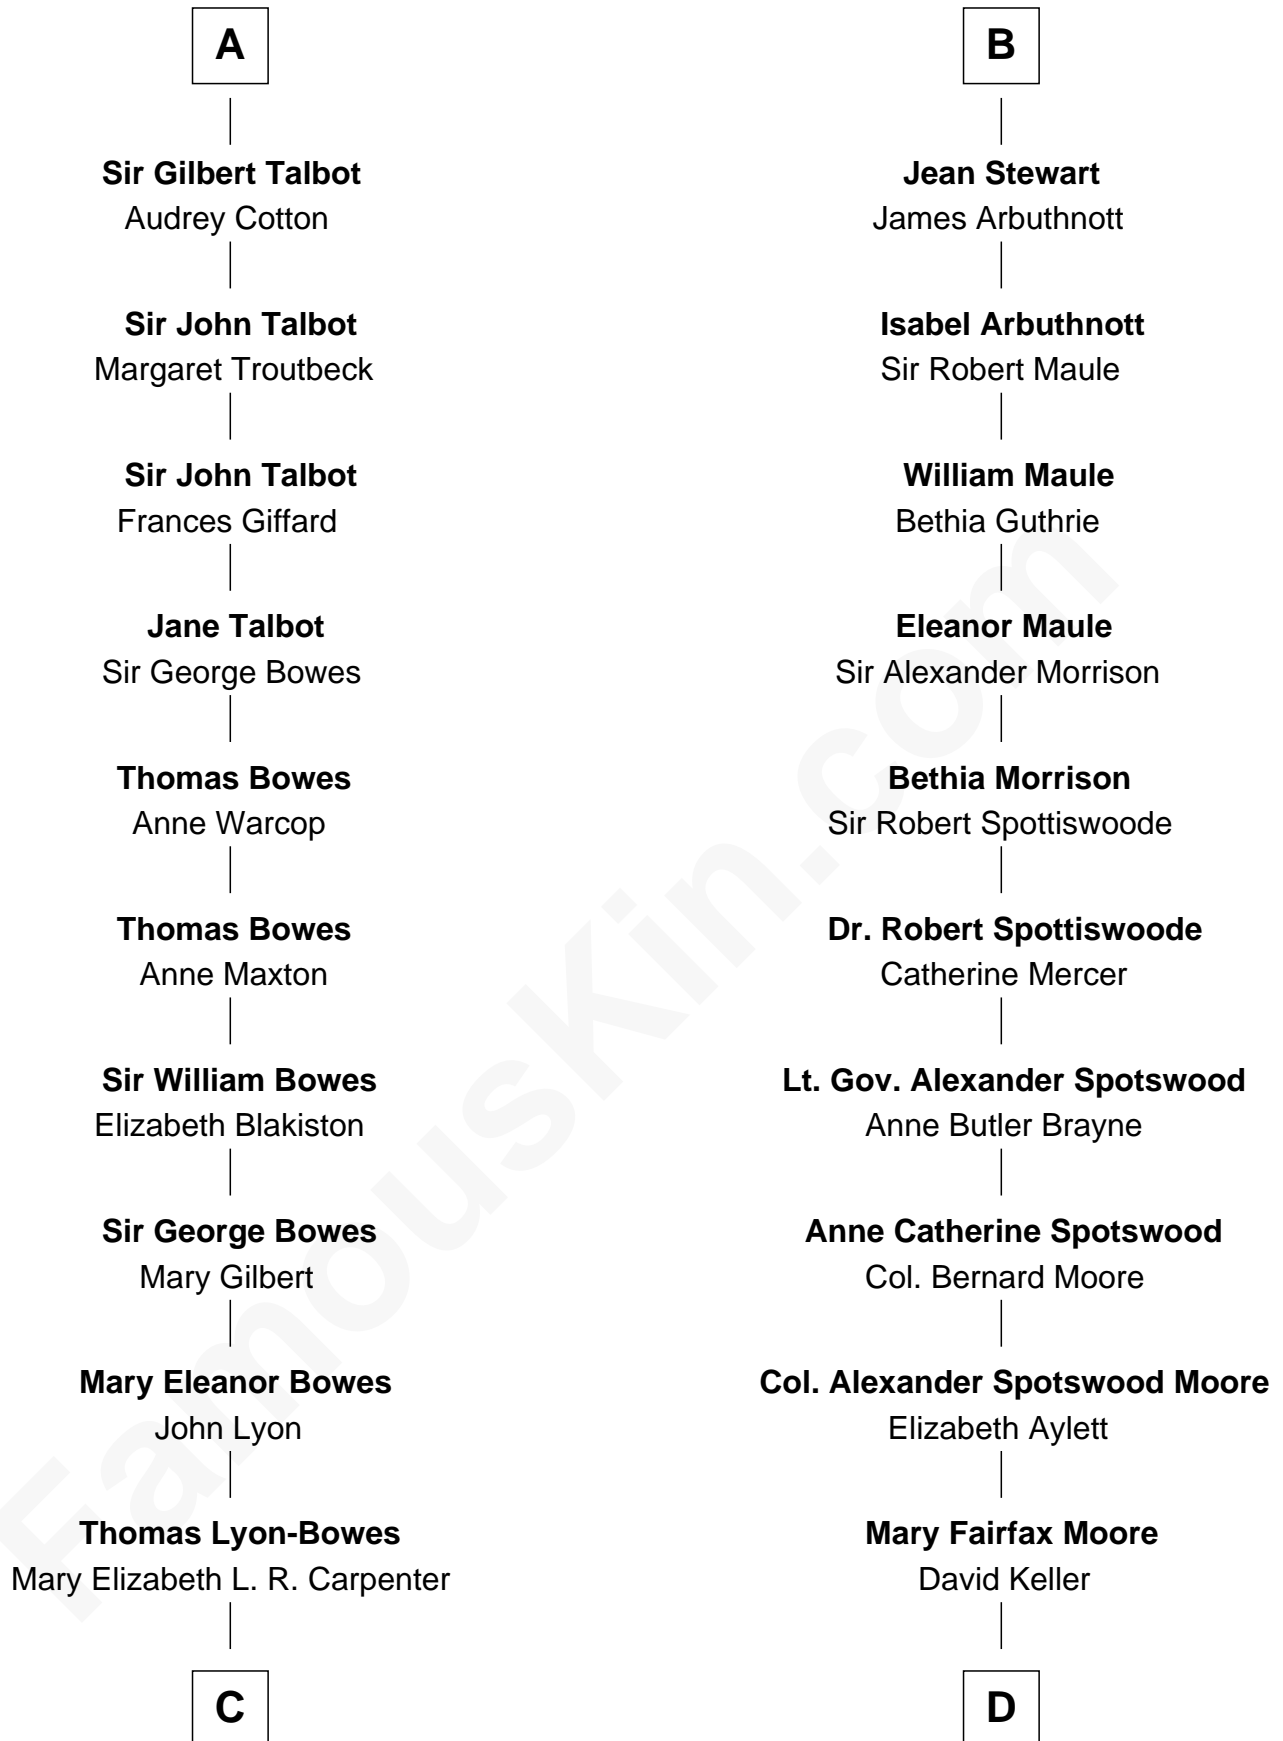 A
Sir Gilbert Talbot
Audrey Cotton
Sir John Talbot
Margaret Troutbeck
Sir John Talbot
Frances Giffard
Jane Talbot
Sir George Bowes
Thomas Bowes
Anne Warcop
Thomas Bowes
Anne Maxton
Sir William Bowes
Elizabeth Blakiston
Sir George Bowes
Mary Gilbert
Mary Eleanor Bowes
John Lyon
Thomas Lyon-Bowes
Mary Elizabeth L. R. Carpenter
C
B
Jean Stewart
James Arbuthnott
Isabel Arbuthnott
Sir Robert Maule
William Maule
Bethia Guthrie
Eleanor Maule
Sir Alexander Morrison
Bethia Morrison
Sir Robert Spottiswoode
Dr. Robert Spottiswoode
Catherine Mercer
Lt. Gov. Alexander Spotswood
Anne Butler Brayne
Anne Catherine Spotswood
Col. Bernard Moore
Col. Alexander Spotswood Moore
Elizabeth Aylett
Mary Fairfax Moore
David Keller
D
FamousKin.com